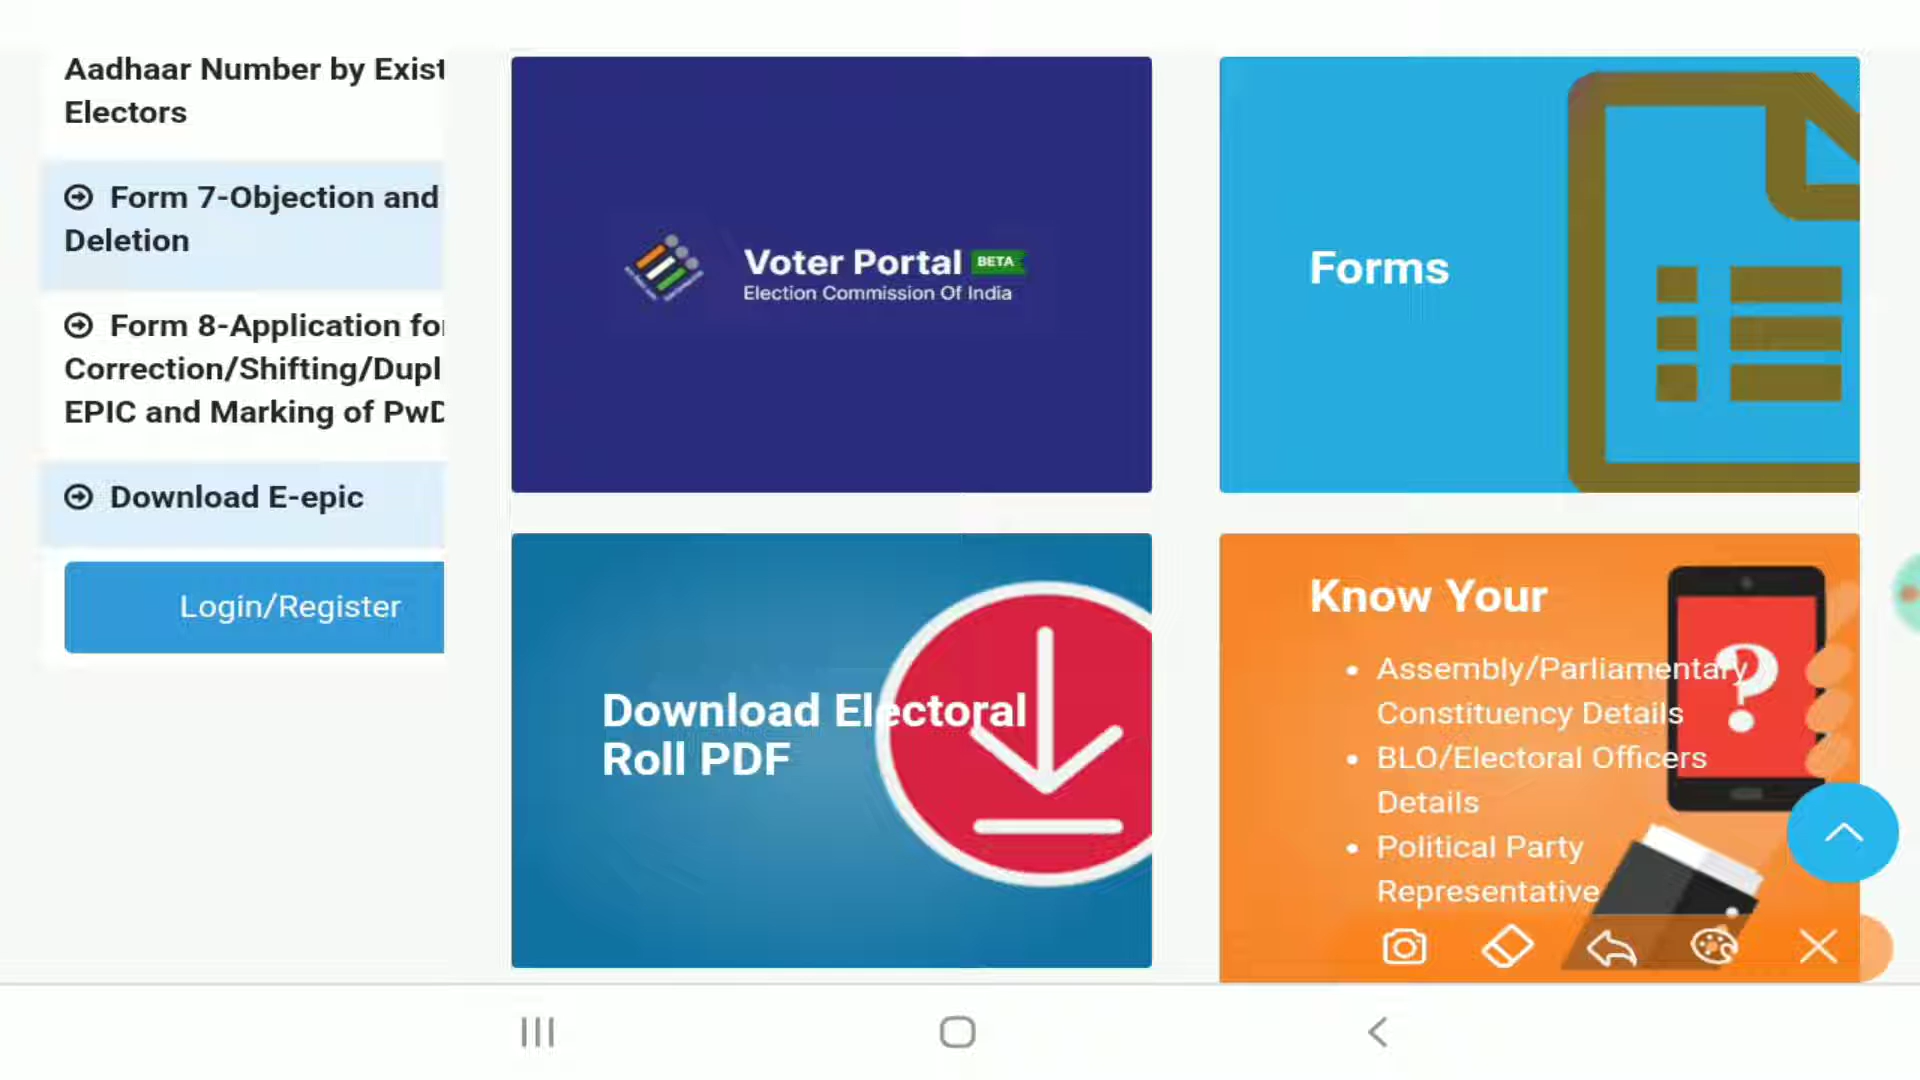 Aadhaar Number by Exist
Electors
Form 7-Objection and
Deletion
Form 8-Application for
Correction/Shifting/Dupl
EPIC and Marking of PwD
Download E-epic
Login/Register
Voter Portal BETA
Election Commission Of India
Forms
Download Electoral
Roll PDF
Know Your
• Assembly/Parliamentary
Constituency Details
• BLO/Electoral Officers
Details
• Political Party
Representative
?